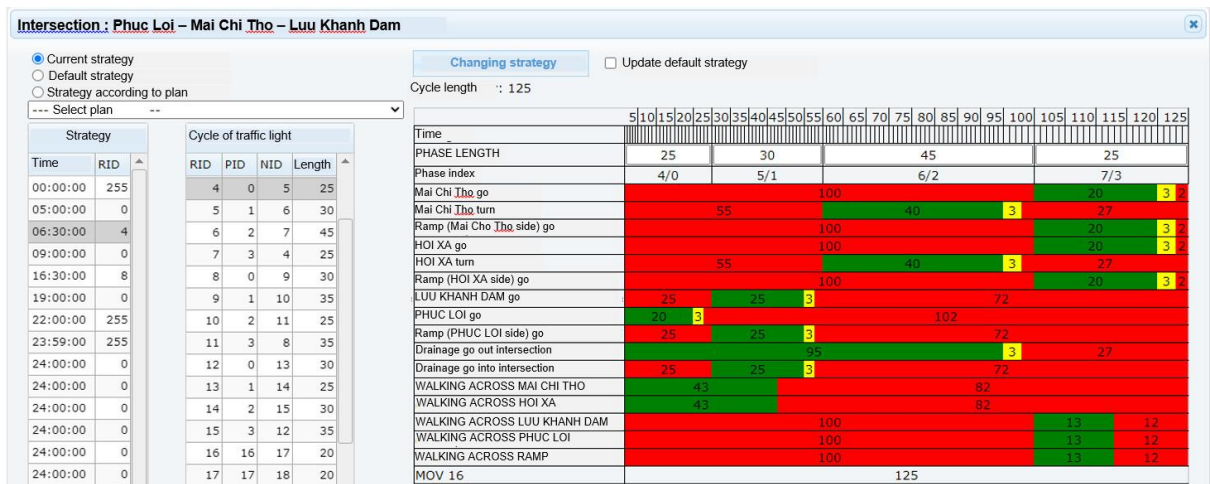 Intersection : Phuc Loi – Mai Chi Tho – Luu Khanh Dam
Current strategy
Default strategy
Strategy according to plan
--- Select plan --
Changing strategy
Update default strategy
Cycle length : 125
Strategy
Time RID
00:00:00 255
05:00:00 0
06:30:00 4
09:00:00 0
16:30:00 8
19:00:00 0
22:00:00 255
23:59:00 255
24:00:00 0
24:00:00 0
24:00:00 0
24:00:00 0
24:00:00 0
24:00:00 0
Cycle of traffic light
RID PID NID Length
4 0 5 25
5 1 6 30
6 2 7 45
7 3 4 25
8 0 9 30
9 1 10 35
10 2 11 25
11 3 8 35
12 0 13 30
13 1 14 25
14 2 15 30
15 3 12 35
16 16 17 20
17 17 18 20
5 10 15 20 25 30 35 40 45 50 55 60 65 70 75 80 85 90 95 100 105 110 115 120 125
Time
PHASE LENGTH 25 30 45 25
Phase index 4/0 5/1 6/2 7/3
Mai Chi Tho go 100 20 3 2
Mai Chi Tho turn 55 40 3 27
Ramp (Mai Cho Tho side) go 100 20 3 2
HOI XA go 100 20 3 2
HOI XA turn 55 40 3 27
Ramp (HOI XA side) go 100 20 3 2
LUU KHANH DAM go 25 25 3 72
PHUC LOI go 20 3 102
Ramp (PHUC LOI side) go 25 25 3 72
Drainage go out intersection 95 3 27
Drainage go into intersection 25 25 3 72
WALKING ACROSS MAI CHI THO 43 82
WALKING ACROSS HOI XA 43 82
WALKING ACROSS LUU KHANH DAM 100 13 12
WALKING ACROSS PHUC LOI 100 13 12
WALKING ACROSS RAMP 100 13 12
MOV 16 125